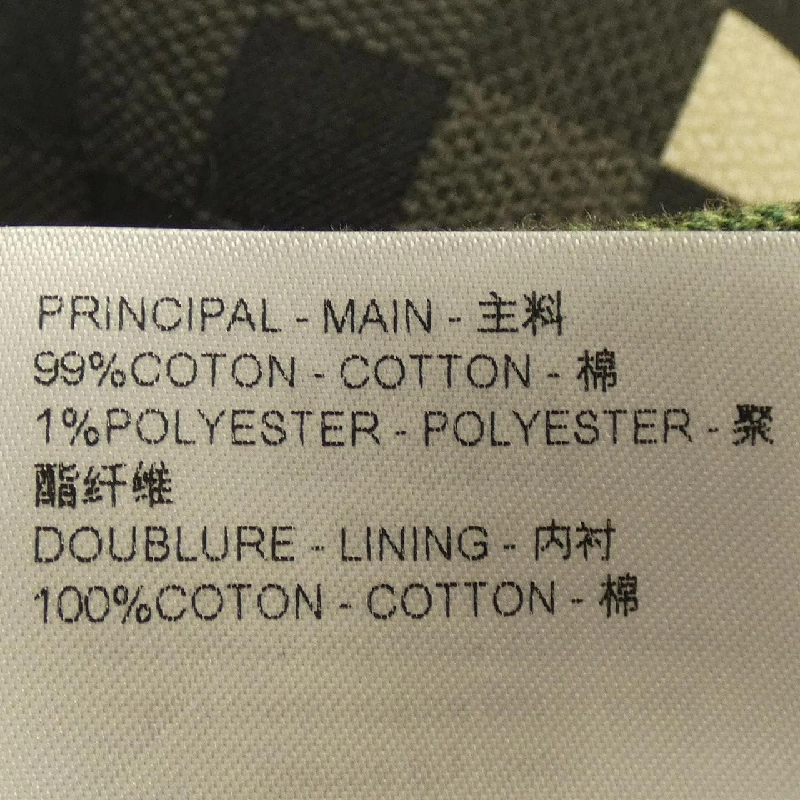 PRINCIPAL - MAIN - 主料
99%COTON - COTTON - 棉
1%POLYESTER - POLYESTER - 聚
酯纤维
DOUBLURE - LINING - 内衬
100%COTON - COTTON - 棉